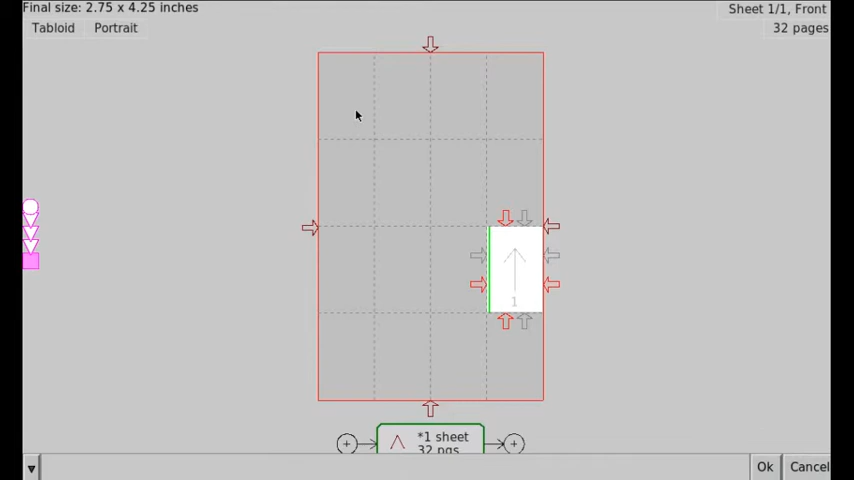 Final size: 2.75 x 4.25 inches
Sheet 1/1, Front
Tabloid Portrait
32 pages
1
*1 sheet
32 pgs
Ok Cancel